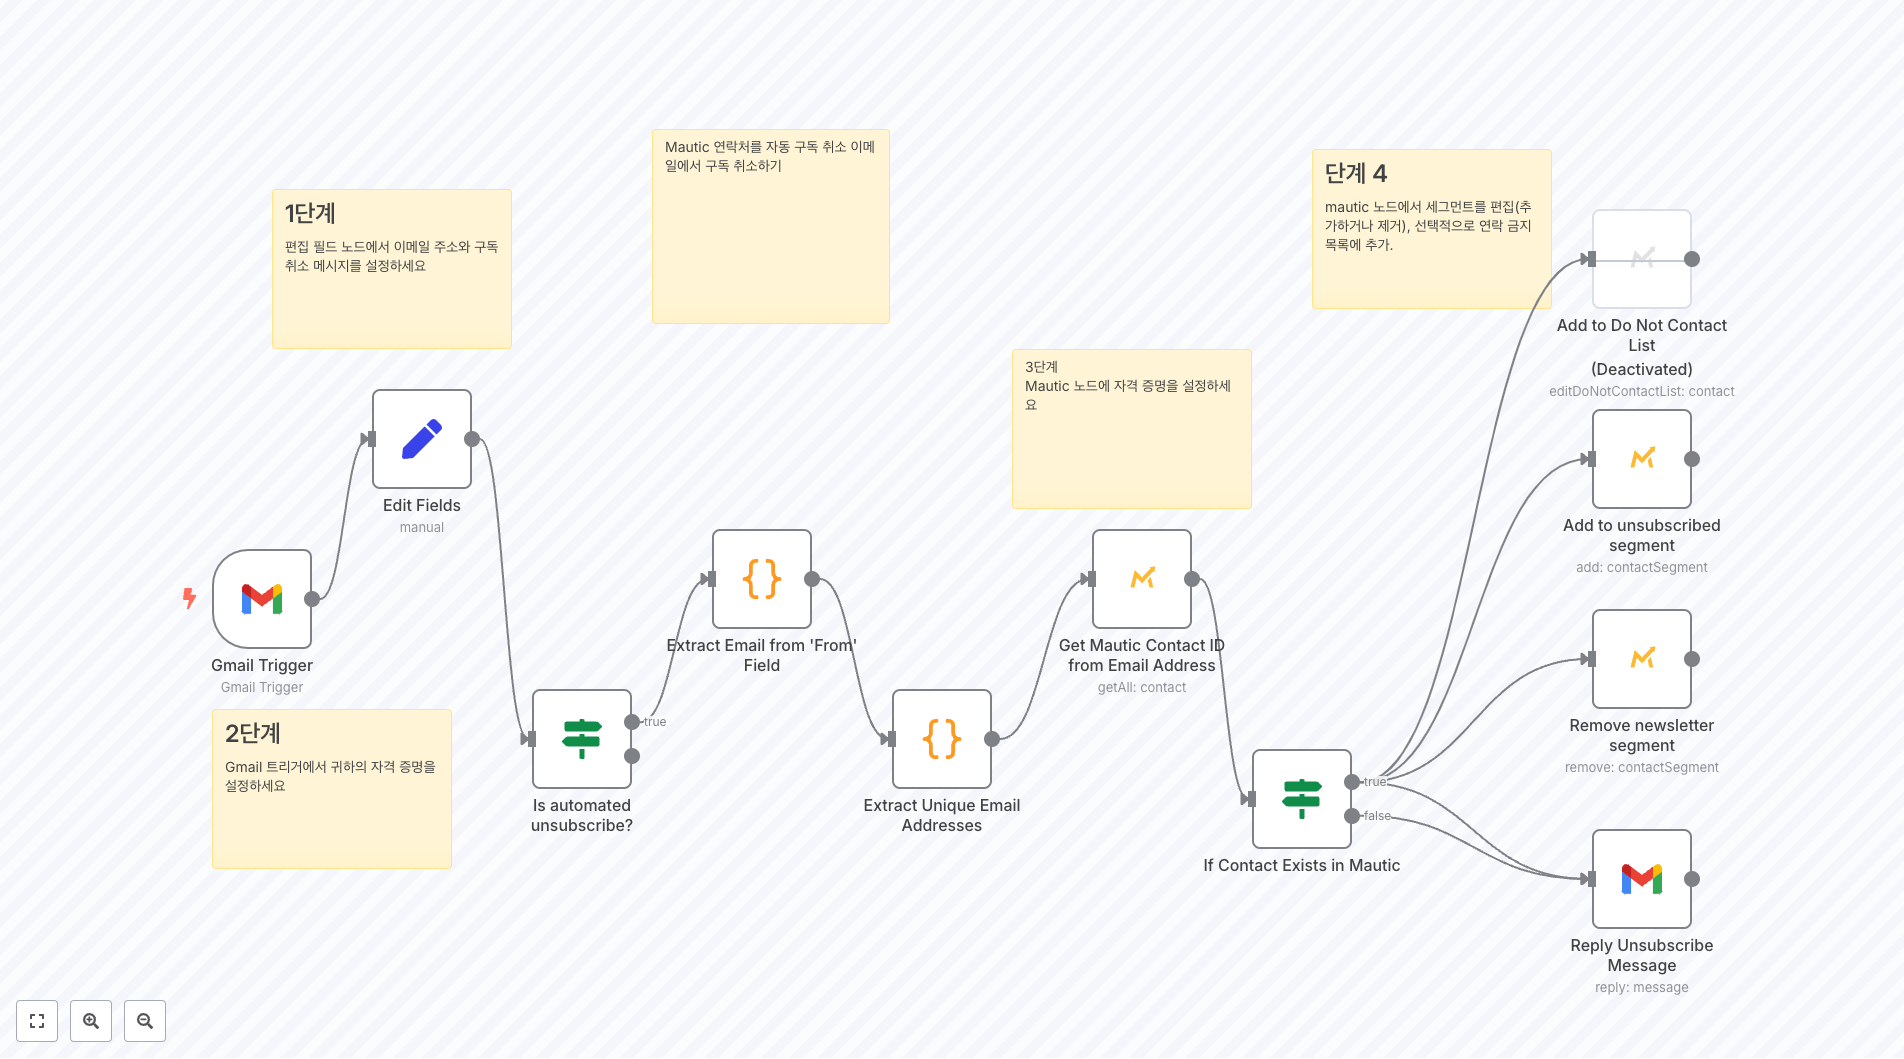 Mautic 연락처를 자동 구독 취소 이메
일에서 구독 취소하기
단계 4
mautic 노드에서 세그먼트를 편집(추
가하거나 제거), 선택적으로 연락 금지
목록에 추가.
1단계
편집 필드 노드에서 이메일 주소와 구독
취소 메시지를 설정하세요
Add to Do Not Contact
List
(Deactivated)
editDoNotContactList: contact
3단계
Mautic 노드에 자격 증명을 설정하세
요
Edit Fields
manual
Add to unsubscribed
segment
add: contactSegment
Gmail Trigger
Gmail Trigger
Extract Email from 'From'
Field
Get Mautic Contact ID
from Email Address
getAll: contact
2단계
Gmail 트리거에서 귀하의 자격 증명을
설정하세요
true
Is automated
unsubscribe?
Extract Unique Email
Addresses
Remove newsletter
segment
remove: contactSegment
true
false
If Contact Exists in Mautic
Reply Unsubscribe
Message
reply: message